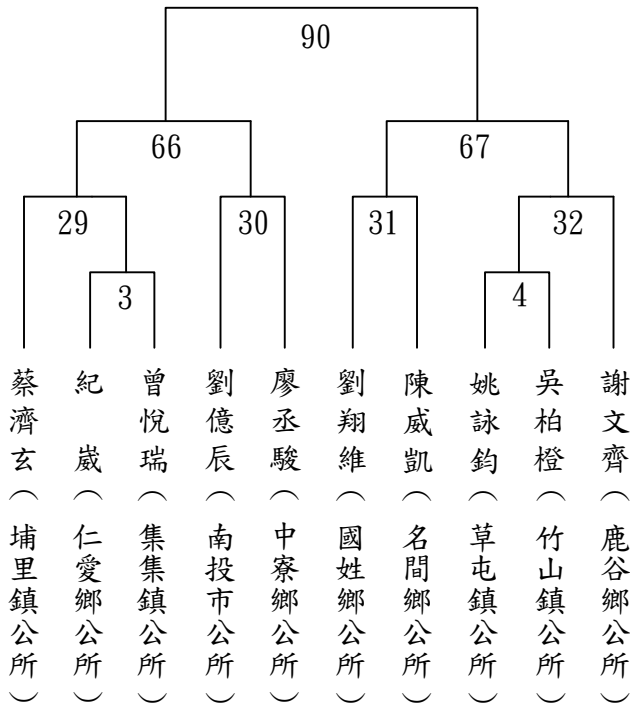 90
66
67
29
30
31
32
3
4
蔡濟玄（埔里鎮公所）
紀　崴（仁愛鄉公所）
曾悅瑞（集集鎮公所）
劉億辰（南投市公所）
廖丞駿（中寮鄉公所）
劉翔維（國姓鄉公所）
陳威凱（名間鄉公所）
姚詠鈞（草屯鎮公所）
吳柏橙（竹山鎮公所）
謝文齊（鹿谷鄉公所）